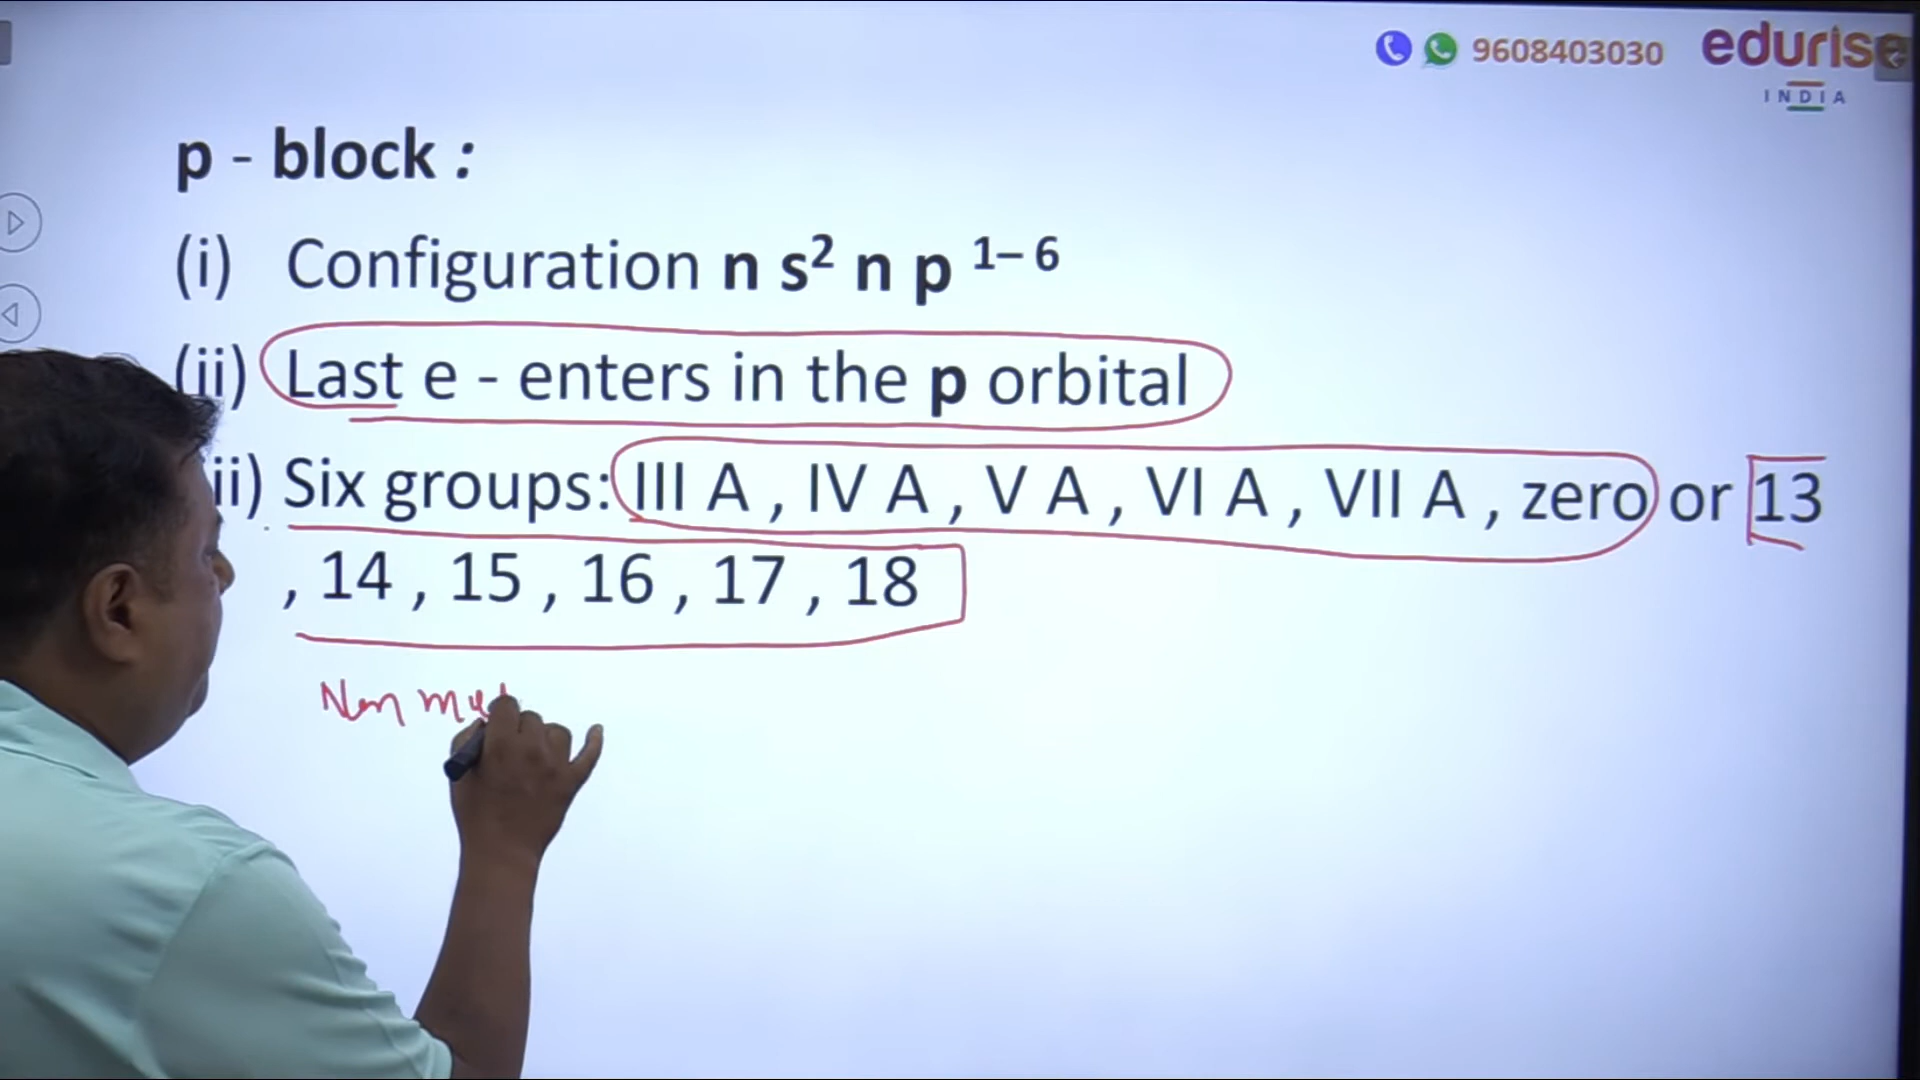 9608403030 edurise
INDIA
p - block :
(i) Configuration n s² n p ¹⁻⁶
(ii) Last e - enters in the p orbital
ii) Six groups: III A , IV A , V A , VI A , VII A , zero or 13
, 14 , 15 , 16 , 17 , 18
Non